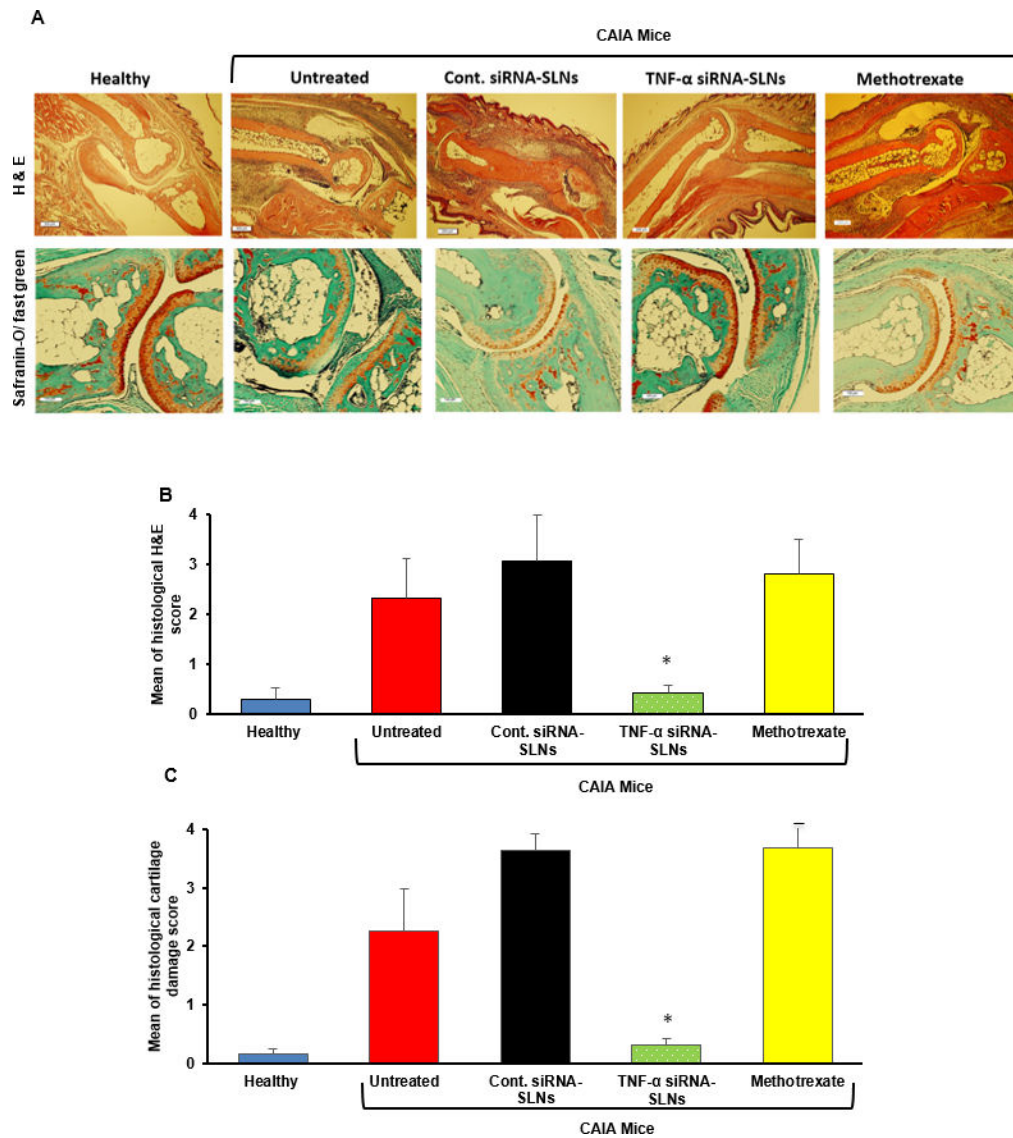 A
CAIA Mice
Healthy
Untreated
Cont. siRNA-SLNs
TNF-α siRNA-SLNs
Methotrexate
H & E
Safranin-O/ fast green
B
Mean of histological H&E
score
4
3
2
1
0
*
Healthy
Untreated
Cont. siRNA-
SLNs
TNF-α siRNA-
SLNs
Methotrexate
CAIA Mice
C
Mean of histological cartilage
damage score
4
3
2
1
0
*
Healthy
Untreated
Cont. siRNA-
SLNs
TNF-α siRNA-
SLNs
Methotrexate
CAIA Mice